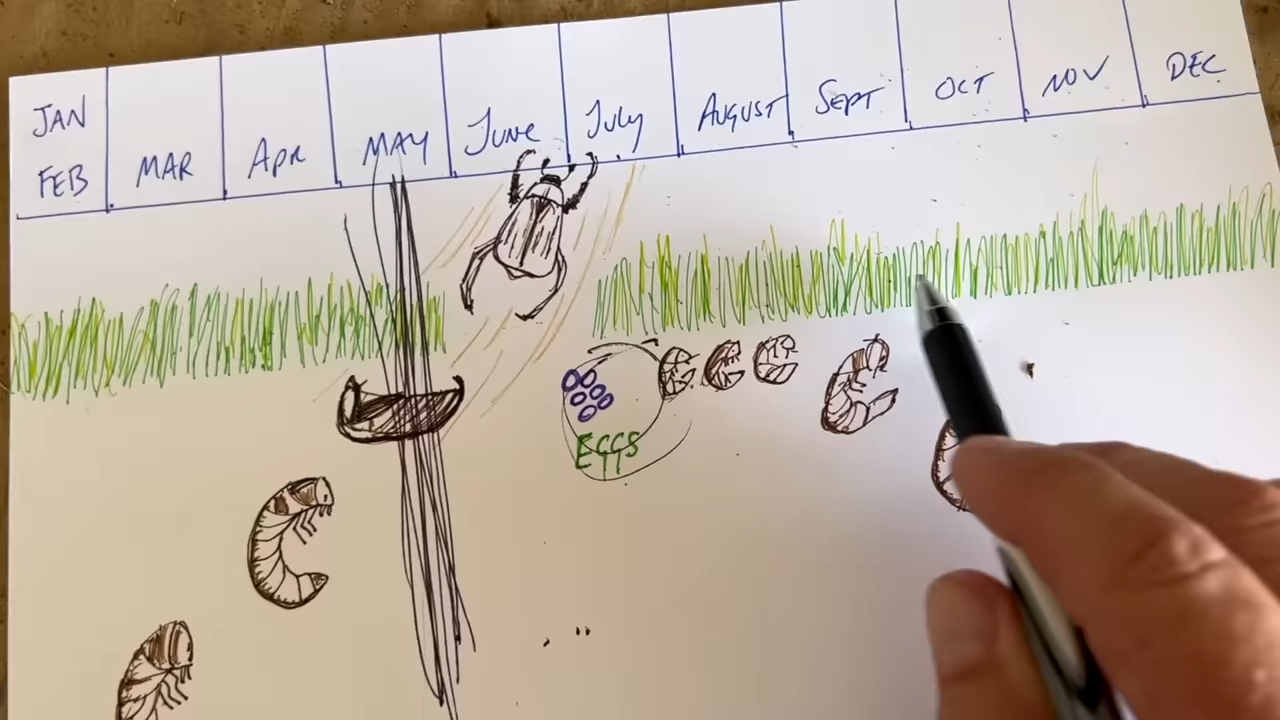 JAN
FEB
MAR
Apr
MAY
JUNE
July
AUGUST
SEPT
OCT
NOV
DEC
EGGS